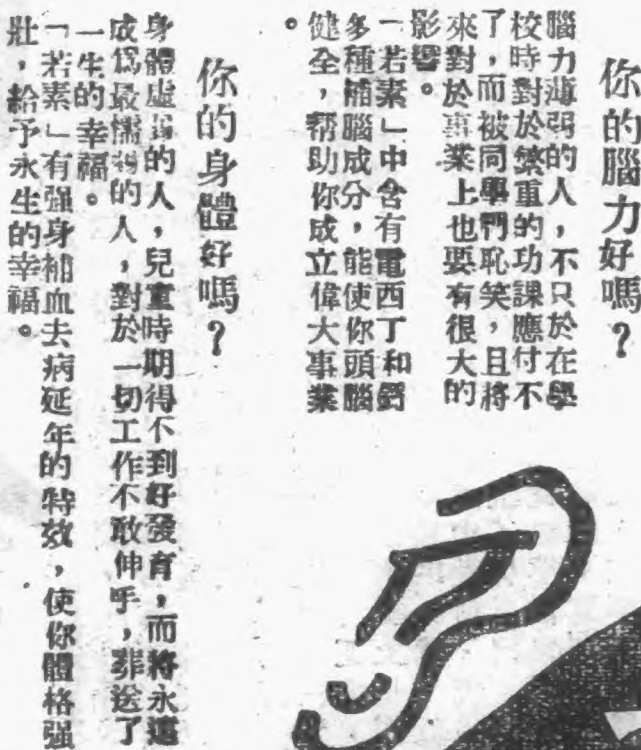 你的腦力好嗎？
腦力薄弱的人，不只於在學
校時對於繁重的功課應付不
了，而被同學們恥笑，且將
來對於事業上也要有很大的
影響。
「若素」中含有電西丁和
多種補腦成分，能使你頭腦
健全，幫助你成立偉大事業
。
你的身體好嗎？
身體虛弱的人，兒童時期得不到好發育，而將永遠
成爲最懦弱的人，對於一切工作不敢伸手，葬送了
一生的幸福。
「若素」有强身補血去病延年的特效，使你體格强
壯，給予永生的幸福。